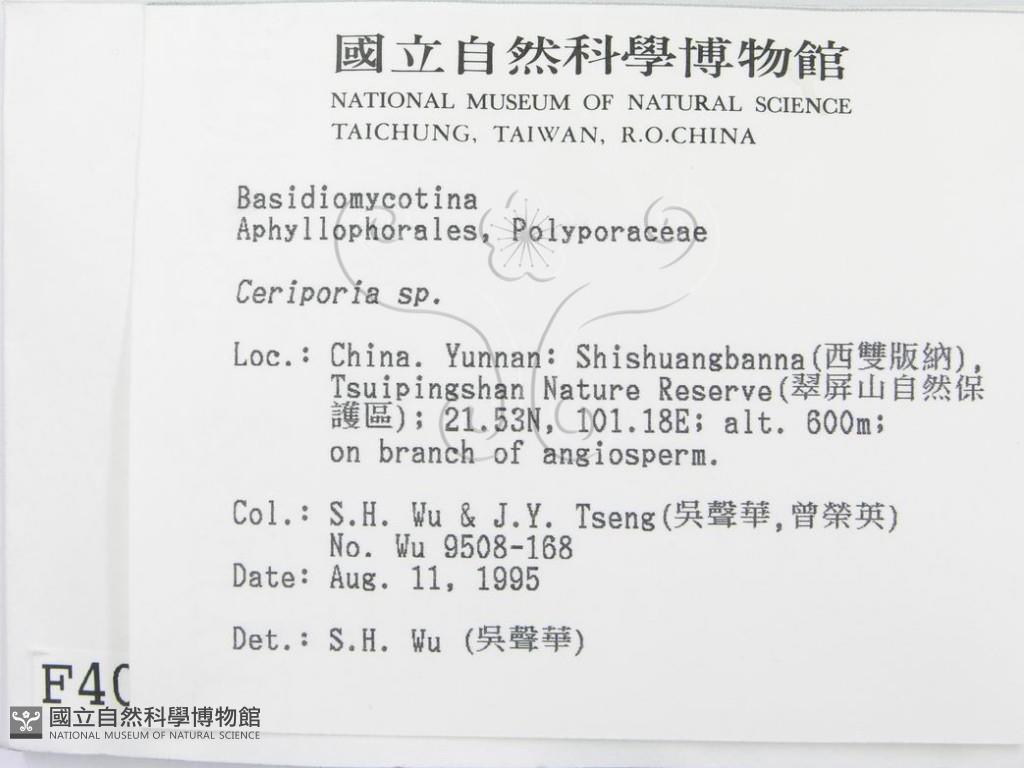 國立自然科學博物館
NATIONAL MUSEUM OF NATURAL SCIENCE
TAICHUNG, TAIWAN, R.O.CHINA
Basidiomycotina
Aphyllophorales, Polyporaceae
Ceriporia sp.
Loc.: China. Yunnan: Shishuangbanna(西雙版納),
Tsuipingshan Nature Reserve(翠屏山自然保
護區); 21.53N, 101.18E; alt. 600m;
on branch of angiosperm.
Col.: S.H. Wu & J.Y. Tseng(吳聲華,曾榮英)
No. Wu 9508-168
Date: Aug. 11, 1995
Det.: S.H. Wu (吳聲華)
F40
國立自然科學博物館
NATIONAL MUSEUM OF NATURAL SCIENCE